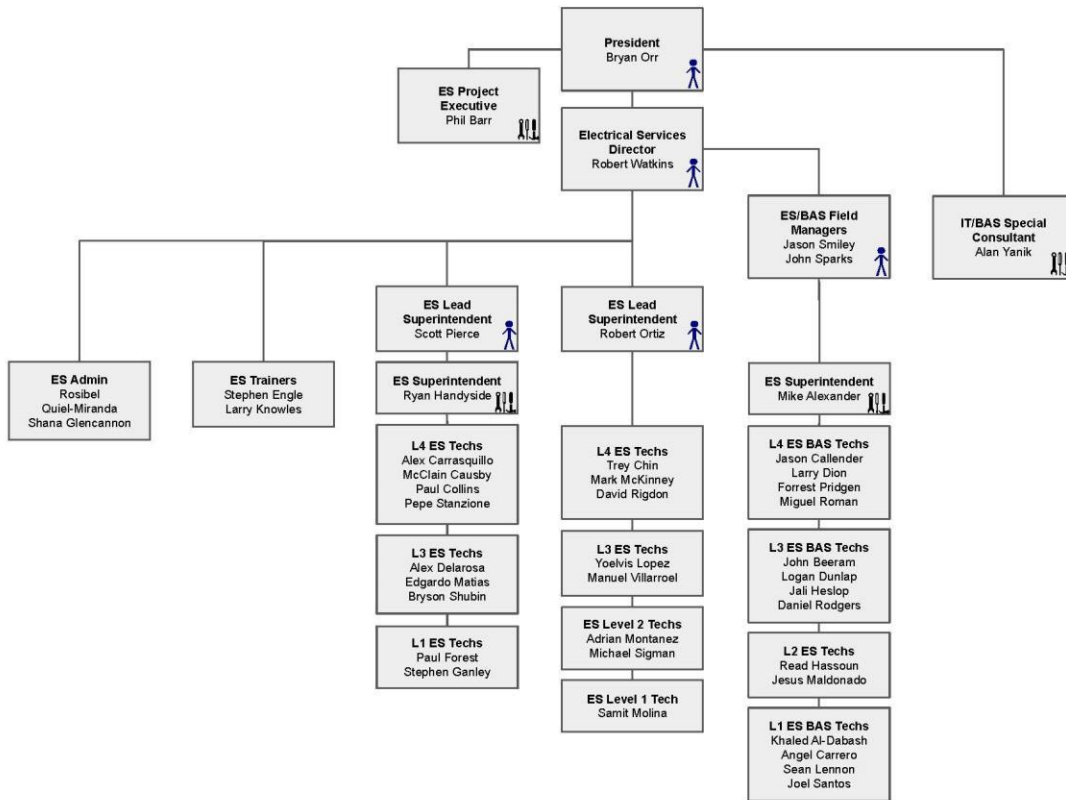 President
Bryan Orr
ES Project
Executive
Phil Barr
Electrical Services
Director
Robert Watkins
ES/BAS Field
Managers
Jason Smiley
John Sparks
IT/BAS Special
Consultant
Alan Yanik
ES Lead
Superintendent
Scott Pierce
ES Lead
Superintendent
Robert Ortiz
ES Admin
Rosibel
Quiel-Miranda
Shana Glencannon
ES Trainers
Stephen Engle
Larry Knowles
ES Superintendent
Ryan Handyside
ES Superintendent
Mike Alexander
L4 ES Techs
Alex Carrasquillo
McClain Causby
Paul Collins
Pepe Stanzione
L4 ES Techs
Trey Chin
Mark McKinney
David Rigdon
L4 ES BAS Techs
Jason Callender
Larry Dion
Forrest Pridgen
Miguel Roman
L3 ES Techs
Alex Delarosa
Edgardo Matias
Bryson Shubin
L3 ES Techs
Yoelvis Lopez
Manuel Villarroel
L3 ES BAS Techs
John Beeram
Logan Dunlap
Jali Heslop
Daniel Rodgers
L1 ES Techs
Paul Forest
Stephen Ganley
ES Level 2 Techs
Adrian Montanez
Michael Sigman
L2 ES Techs
Read Hassoun
Jesus Maldonado
ES Level 1 Tech
Samit Molina
L1 ES BAS Techs
Khaled Al-Dabash
Angel Carrero
Sean Lennon
Joel Santos